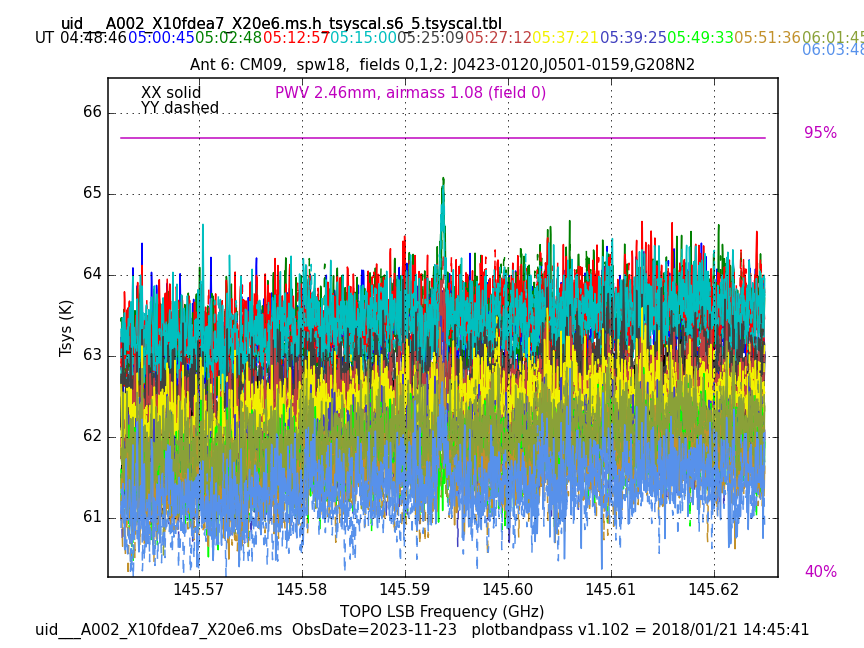 uid___A002_X10fdea7_X20e6.ms.h_tsyscal.s6_5.tsyscal.tbl
UT 04:48:46 05:00:45 05:02:48 05:12:57 05:15:00 05:25:09 05:27:12 05:37:21 05:39:25 05:49:33 05:51:36 06:01:45
06:03:48
Ant 6: CM09, spw18, fields 0,1,2: J0423-0120,J0501-0159,G208N2
XX solid PWV 2.46mm, airmass 1.08 (field 0)
YY dashed
66
95%
65
64
63
62
61
40%
Tsys (K)
145.57 145.58 145.59 145.60 145.61 145.62
TOPO LSB Frequency (GHz)
uid___A002_X10fdea7_X20e6.ms ObsDate=2023-11-23 plotbandpass v1.102 = 2018/01/21 14:45:41